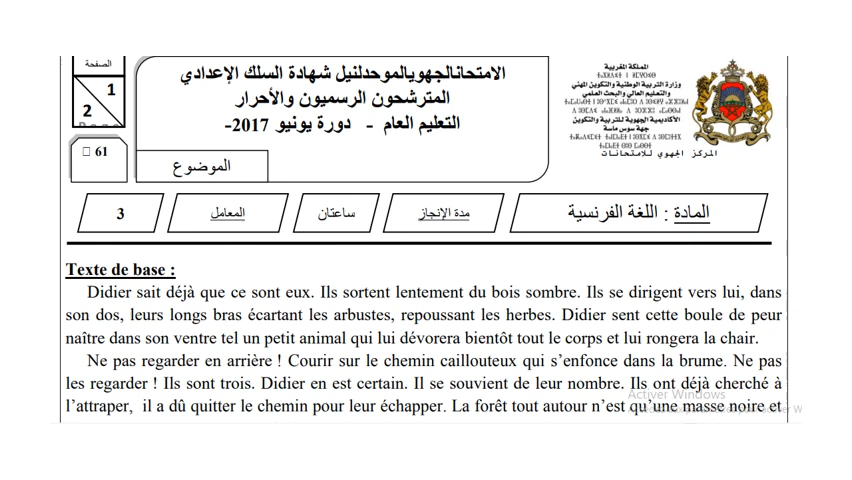 الصفحة
1
2
61
الامتحان الجهوي الموحد لنيل شهادة السلك الإعدادي
المترشحون الرسميون والأحرار
التعليم العام - دورة يونيو 2017-
الموضوع
المملكة المغربية
وزارة التربية الوطنية والتكوين المهني
والتعليم العالي والبحث العلمي
الأكاديمية الجهوية للتربية والتكوين
جهة سوس ماسة
المركز الجهوي للامتحانات
المادة : اللغة الفرنسية
مدة الإنجاز
ساعتان
المعامل
3
Texte de base :
Didier sait déjà que ce sont eux. Ils sortent lentement du bois sombre. Ils se dirigent vers lui, dans
son dos, leurs longs bras écartant les arbustes, repoussant les herbes. Didier sent cette boule de peur
naître dans son ventre tel un petit animal qui lui dévorera bientôt tout le corps et lui rongera la chair.
Ne pas regarder en arrière ! Courir sur le chemin caillouteux qui s’enfonce dans la brume. Ne pas
les regarder ! Ils sont trois. Didier en est certain. Il se souvient de leur nombre. Ils ont déjà cherché à
l’attraper, il a dû quitter le chemin pour leur échapper. La forêt tout autour n’est qu’une masse noire et
Activer Windows